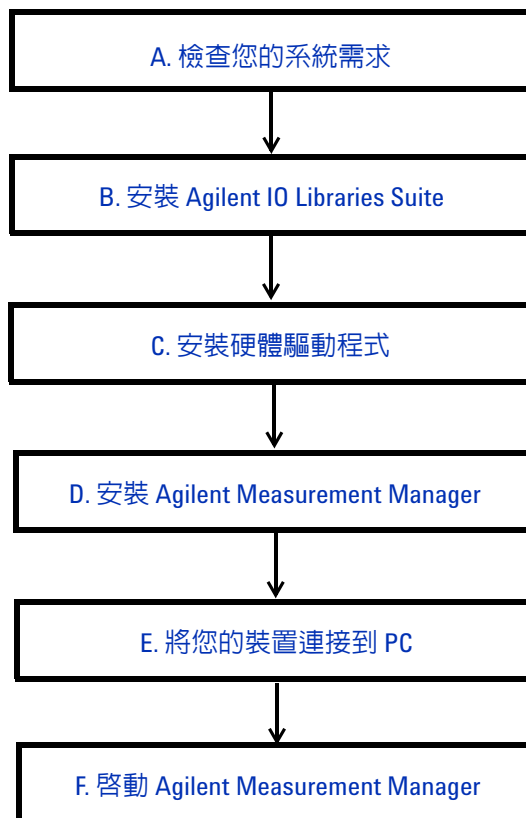 A. 檢查您的系統需求
B. 安裝 Agilent IO Libraries Suite
C. 安裝硬體驅動程式
D. 安裝 Agilent Measurement Manager
E. 將您的裝置連接到 PC
F. 啓動 Agilent Measurement Manager